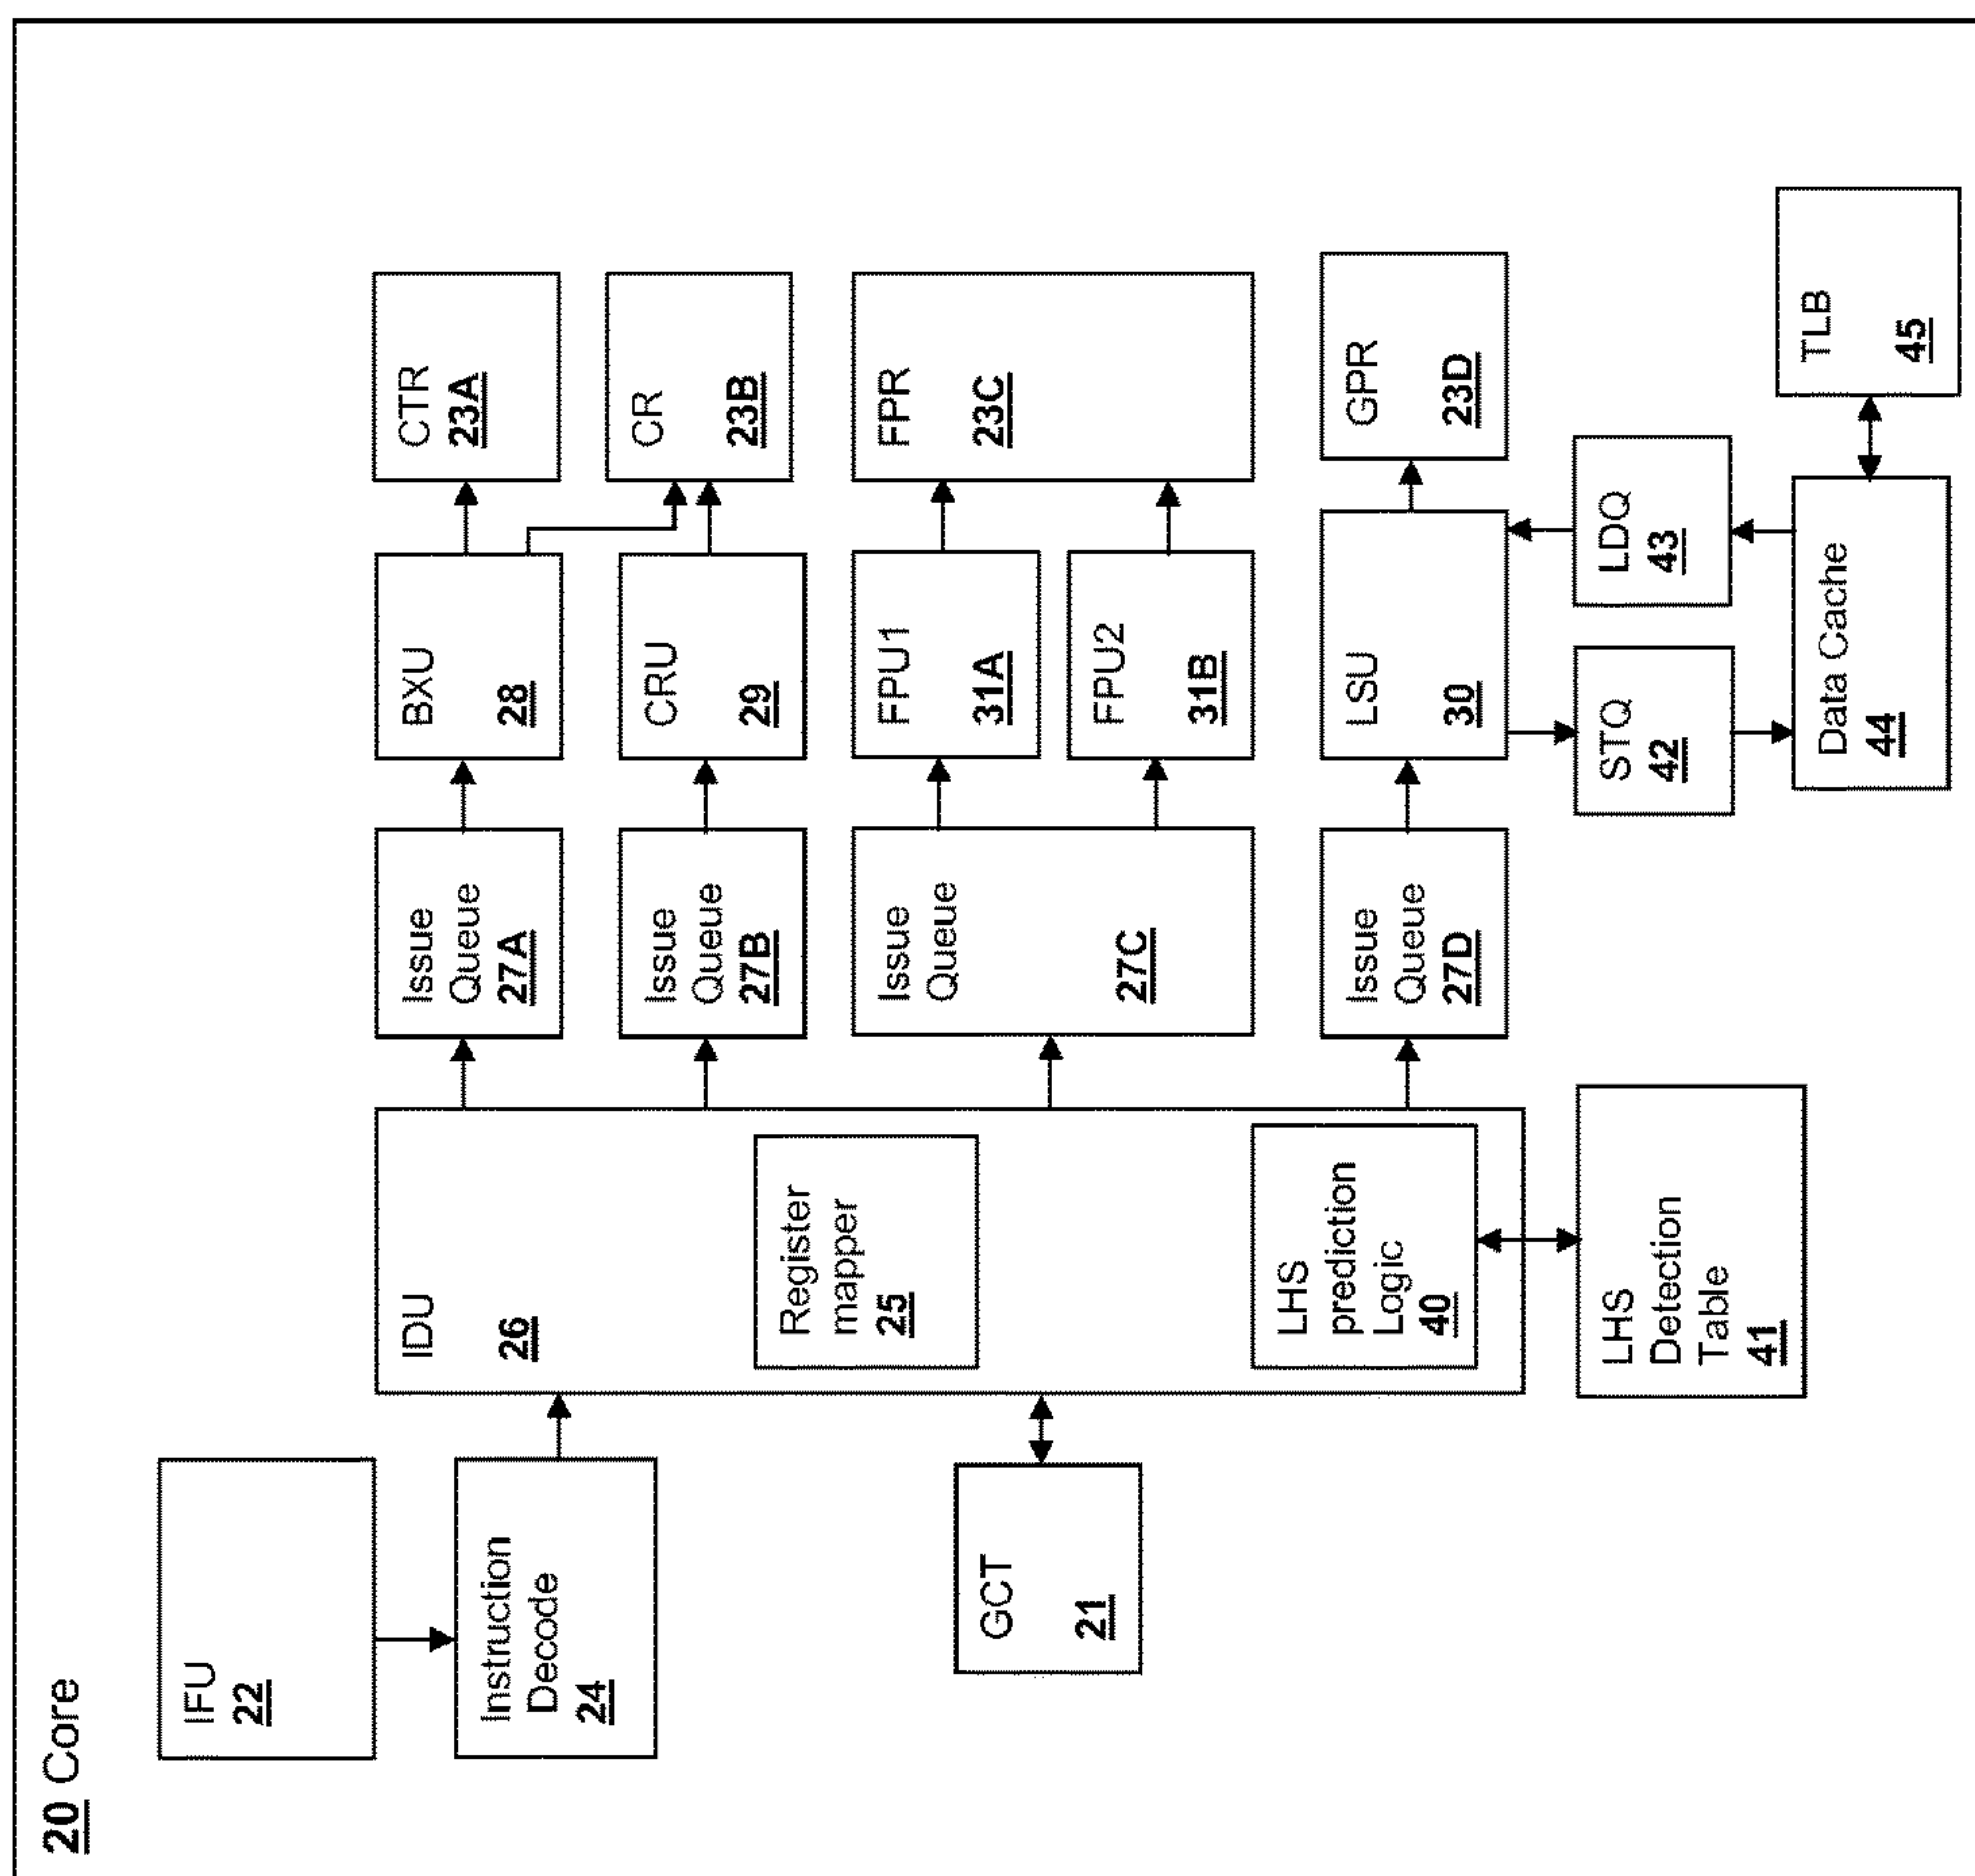 20 Core
IFU
22
Instruction
Decode
24
GCT
21
IDU
26
Register
mapper
25
LHS
prediction
Logic
40
LHS
Detection
Table
41
Issue
Queue
27A
Issue
Queue
27B
Issue
Queue
27C
Issue
Queue
27D
BXU
28
CRU
29
FPU1
31A
FPU2
31B
LSU
30
STQ
42
LDQ
43
Data Cache
44
CTR
23A
CR
23B
FPR
23C
GPR
23D
TLB
45